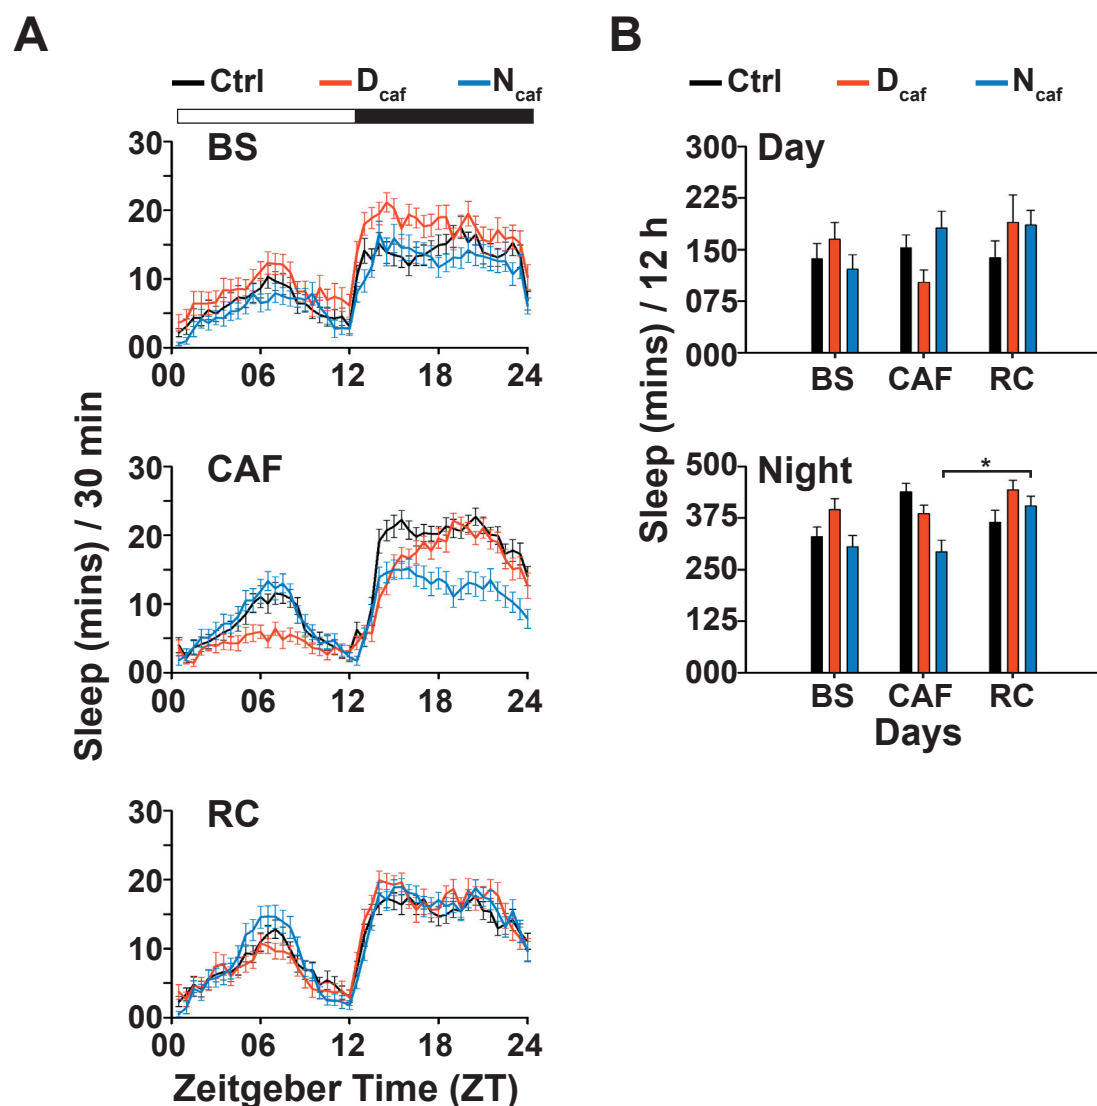 A
Ctrl Dcaf Ncaf
BS
30
20
10
00
00 06 12 18 24
CAF
30
20
10
00
00 06 12 18 24
RC
30
20
10
00
00 06 12 18 24
Sleep (mins) / 30 min
Zeitgeber Time (ZT)
B
Ctrl Dcaf Ncaf
Day
300
225
150
075
000
BS CAF RC
Night
*
500
375
250
125
000
BS CAF RC
Sleep (mins) / 12 h
Days